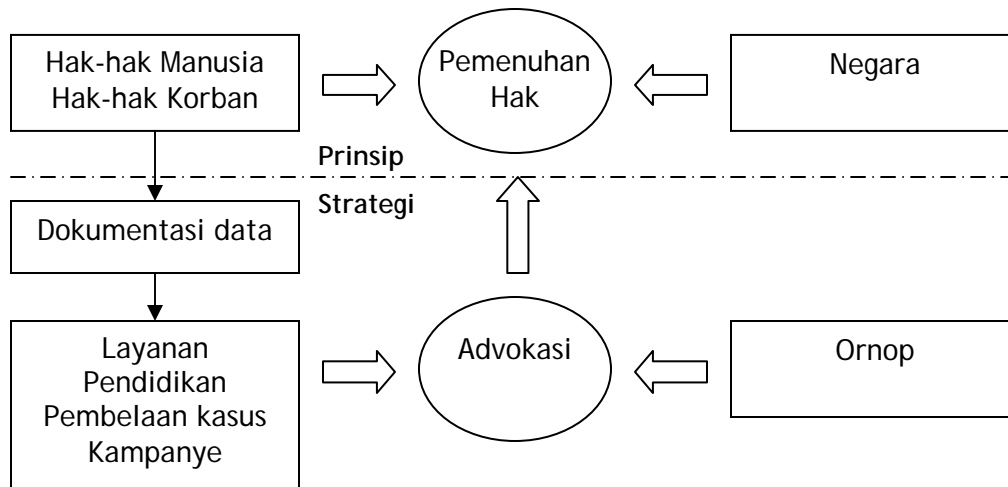 Hak-hak Manusia
Hak-hak Korban
Pemenuhan
Hak
Negara
Prinsip
Strategi
Dokumentasi data
Layanan
Pendidikan
Pembelaan kasus
Kampanye
Advokasi
Ornop